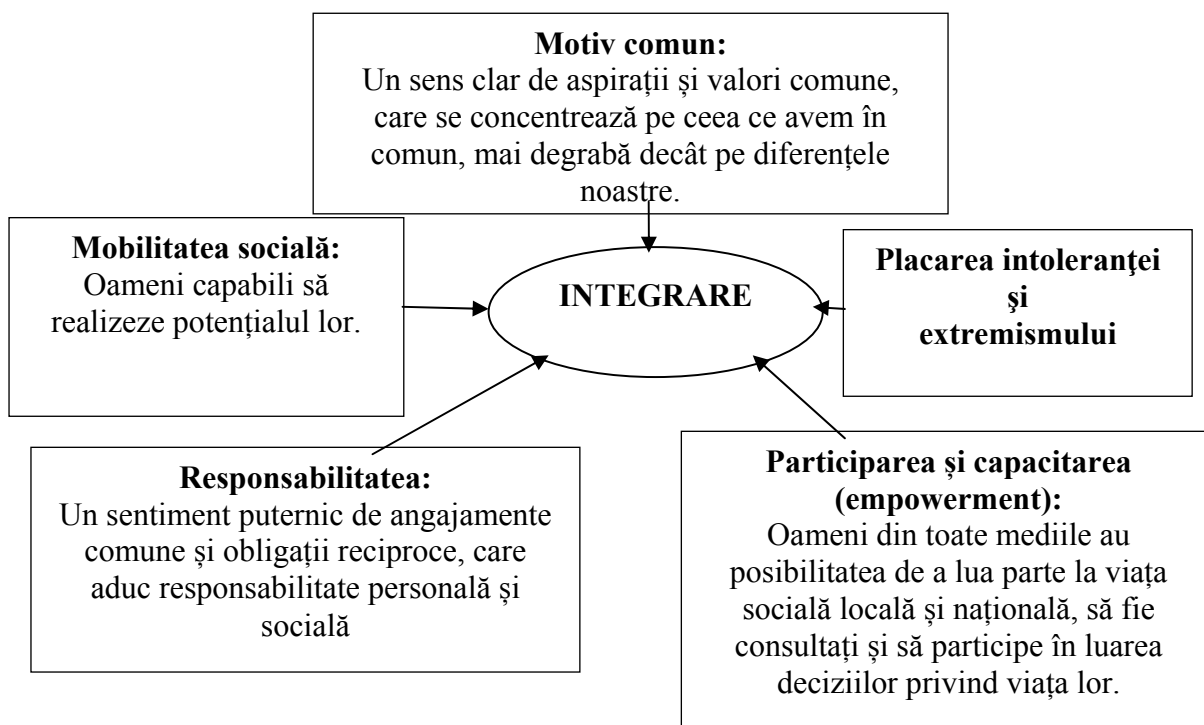 Motiv comun:
Un sens clar de aspirații și valori comune,
care se concentrează pe ceea ce avem în
comun, mai degrabă decât pe diferențele
noastre.
Mobilitatea socială:
Oameni capabili să
realizeze potențialul lor.
INTEGRARE
Placarea intoleranţei
şi
extremismului
Responsabilitatea:
Un sentiment puternic de angajamente
comune și obligații reciproce, care
aduc responsabilitate personală și
socială
Participarea și capacitarea
(empowerment):
Oameni din toate mediile au
posibilitatea de a lua parte la viața
socială locală și națională, să fie
consultați și să participe în luarea
deciziilor privind viața lor.